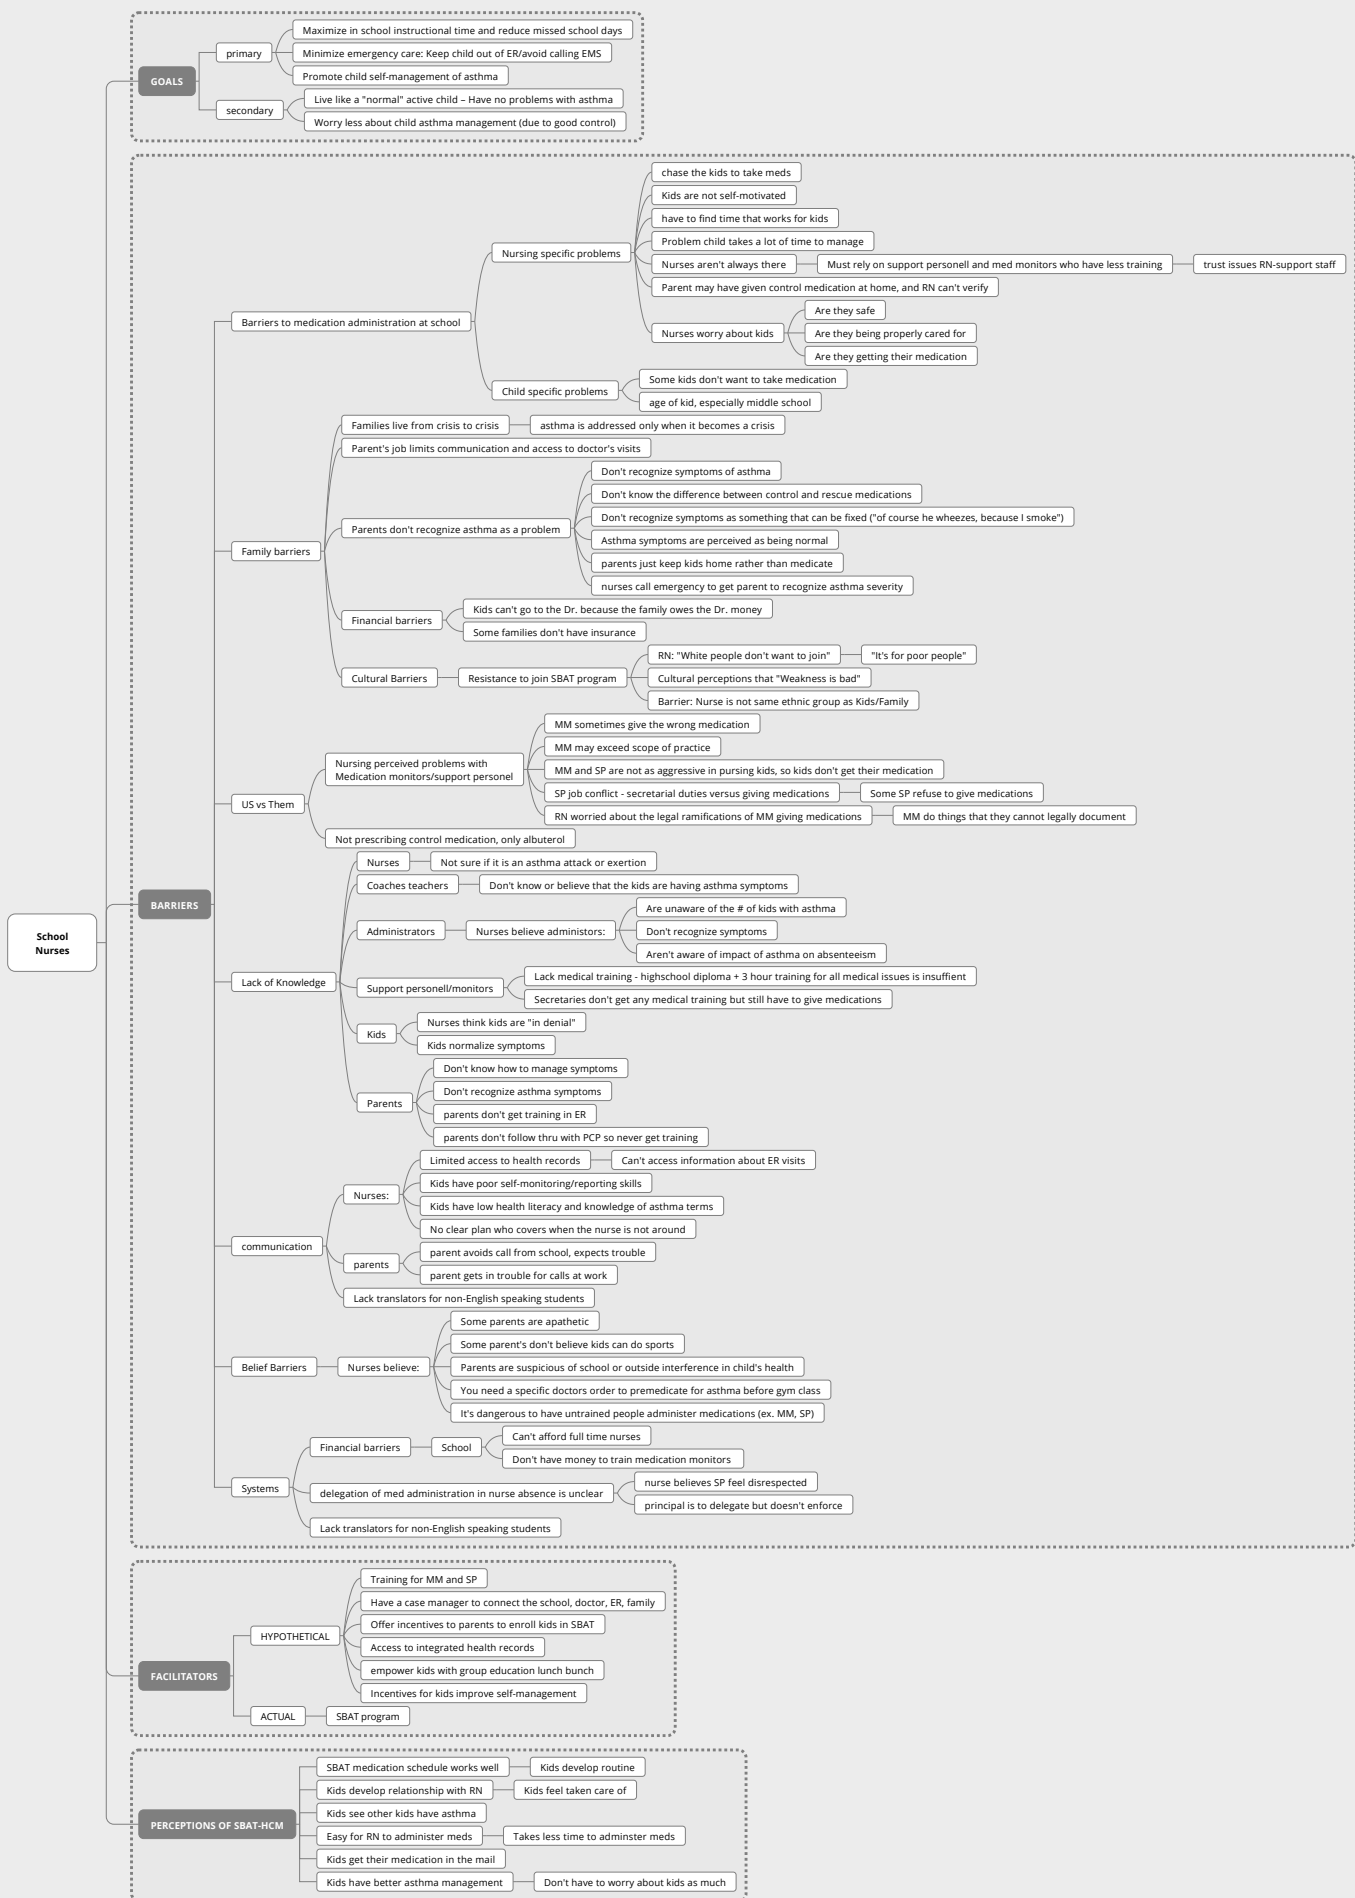 School
Nurses
GOALS
primary
Maximize in school instructional time and reduce missed school days
Minimize emergency care: Keep child out of ER/avoid calling EMS
Promote child self-management of asthma
secondary
Live like a "normal" active child – Have no problems with asthma
Worry less about child asthma management (due to good control)
BARRIERS
Barriers to medication administration at school
Nursing specific problems
chase the kids to take meds
Kids are not self-motivated
have to find time that works for kids
Problem child takes a lot of time to manage
Nurses aren't always there
Must rely on support personell and med monitors who have less training
trust issues RN-support staff
Parent may have given control medication at home, and RN can't verify
Nurses worry about kids
Are they safe
Are they being properly cared for
Are they getting their medication
Child specific problems
Some kids don't want to take medication
age of kid, especially middle school
Family barriers
Families live from crisis to crisis
asthma is addressed only when it becomes a crisis
Parent's job limits communication and access to doctor's visits
Parents don't recognize asthma as a problem
Don't recognize symptoms of asthma
Don't know the difference between control and rescue medications
Don't recognize symptoms as something that can be fixed ("of course he wheezes, because I smoke")
Asthma symptoms are perceived as being normal
parents just keep kids home rather than medicate
nurses call emergency to get parent to recognize asthma severity
Financial barriers
Kids can't go to the Dr. because the family owes the Dr. money
Some families don't have insurance
Cultural Barriers
Resistance to join SBAT program
RN: "White people don't want to join"
"It's for poor people"
Cultural perceptions that "Weakness is bad"
Barrier: Nurse is not same ethnic group as Kids/Family
US vs Them
Nursing perceived problems with
Medication monitors/support personel
MM sometimes give the wrong medication
MM may exceed scope of practice
MM and SP are not as aggressive in pursing kids, so kids don't get their medication
SP job conflict - secretarial duties versus giving medications
Some SP refuse to give medications
RN worried about the legal ramifications of MM giving medications
MM do things that they cannot legally document
Not prescribing control medication, only albuterol
Lack of Knowledge
Nurses
Not sure if it is an asthma attack or exertion
Coaches teachers
Don't know or believe that the kids are having asthma symptoms
Administrators
Nurses believe administors:
Are unaware of the # of kids with asthma
Don't recognize symptoms
Aren't aware of impact of asthma on absenteeism
Support personell/monitors
Lack medical training - highschool diploma + 3 hour training for all medical issues is insuffient
Secretaries don't get any medical training but still have to give medications
Kids
Nurses think kids are "in denial"
Kids normalize symptoms
Parents
Don't know how to manage symptoms
Don't recognize asthma symptoms
parents don't get training in ER
parents don't follow thru with PCP so never get training
communication
Nurses:
Limited access to health records
Can't access information about ER visits
Kids have poor self-monitoring/reporting skills
Kids have low health literacy and knowledge of asthma terms
No clear plan who covers when the nurse is not around
parents
parent avoids call from school, expects trouble
parent gets in trouble for calls at work
Lack translators for non-English speaking students
Belief Barriers
Nurses believe:
Some parents are apathetic
Some parent's don't believe kids can do sports
Parents are suspicious of school or outside interference in child's health
You need a specific doctors order to premedicate for asthma before gym class
It's dangerous to have untrained people administer medications (ex. MM, SP)
Systems
Financial barriers
School
Can't afford full time nurses
Don't have money to train medication monitors
delegation of med administration in nurse absence is unclear
nurse believes SP feel disrespected
principal is to delegate but doesn't enforce
Lack translators for non-English speaking students
FACILITATORS
HYPOTHETICAL
Training for MM and SP
Have a case manager to connect the school, doctor, ER, family
Offer incentives to parents to enroll kids in SBAT
Access to integrated health records
empower kids with group education lunch bunch
Incentives for kids improve self-management
ACTUAL
SBAT program
PERCEPTIONS OF SBAT-HCM
SBAT medication schedule works well
Kids develop routine
Kids develop relationship with RN
Kids feel taken care of
Kids see other kids have asthma
Easy for RN to administer meds
Takes less time to adminster meds
Kids get their medication in the mail
Kids have better asthma management
Don't have to worry about kids as much